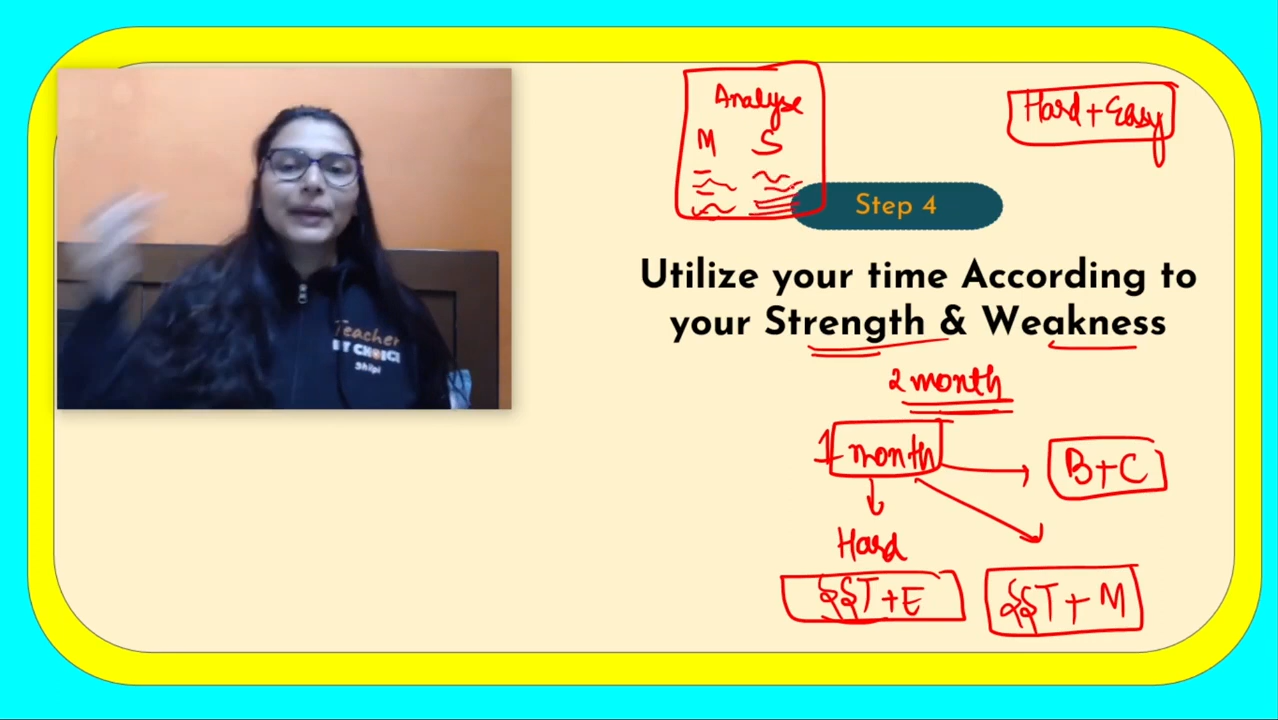 Analyse
M S
Hard + Easy
Step 4
Utilize your time According to
your Strength & Weakness
2 month
1 month
B+C
Hard
SST+E
SST+M
Teacher
BY CHOICE
Shilpi